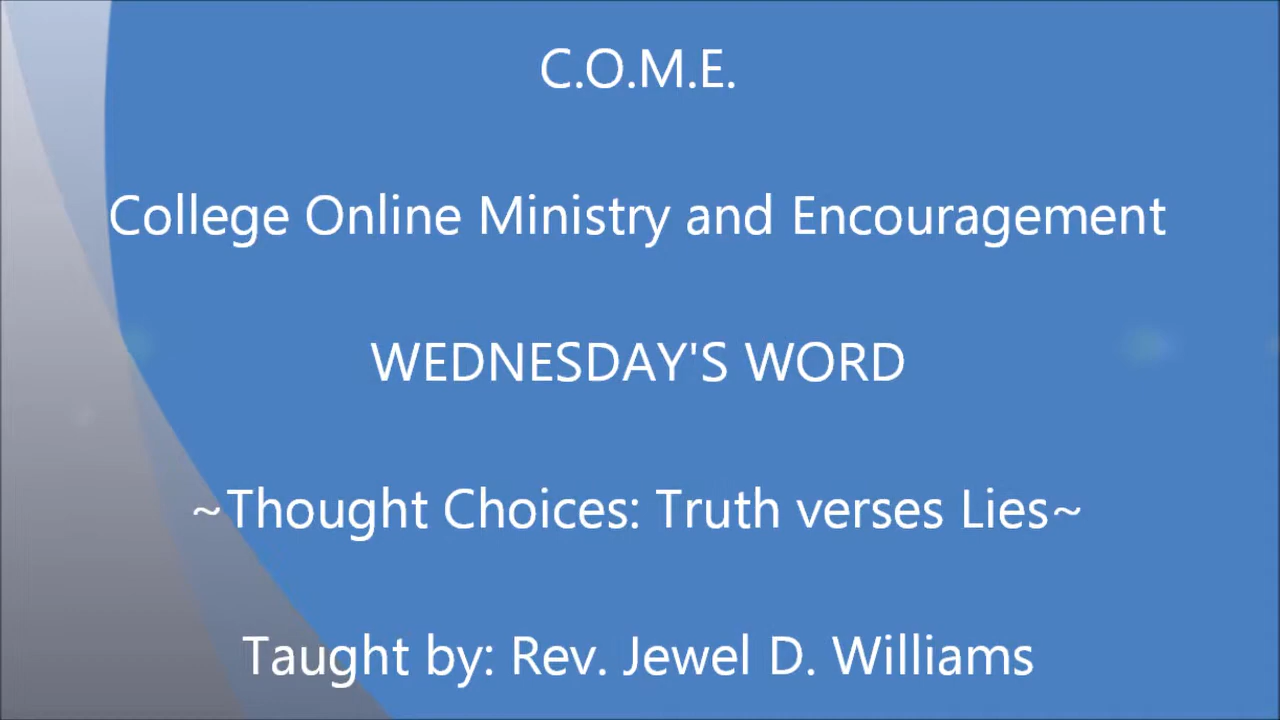 C.O.M.E.
College Online Ministry and Encouragement
WEDNESDAY'S WORD
~Thought Choices: Truth verses Lies~
Taught by: Rev. Jewel D. Williams